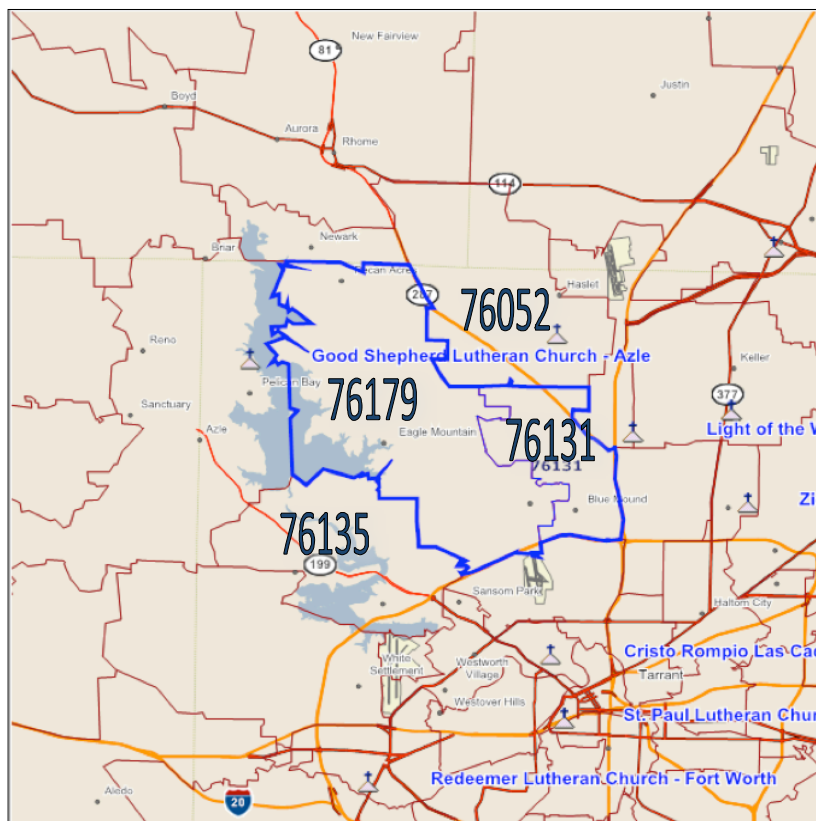 New Fairview
81
Justin
Boyd
Aurora
Rhome
114
Newark
Briar
Pecan Acres
287
Haslet
76052
Reno
Good Shepherd Lutheran Church - Azle
Keller
Pelican Bay
76179
377
Sanctuary
Azle
Eagle Mountain
76131
Light of the W
76131
Blue Mound
Zi
76135
199
Sansom Park
Haltom City
White
Settlement
Westworth
Village
Cristo Rompio Las Cad
Tarrant
Westover Hills
St. Paul Lutheran Chur
Redeemer Lutheran Church - Fort Worth
Aledo
20